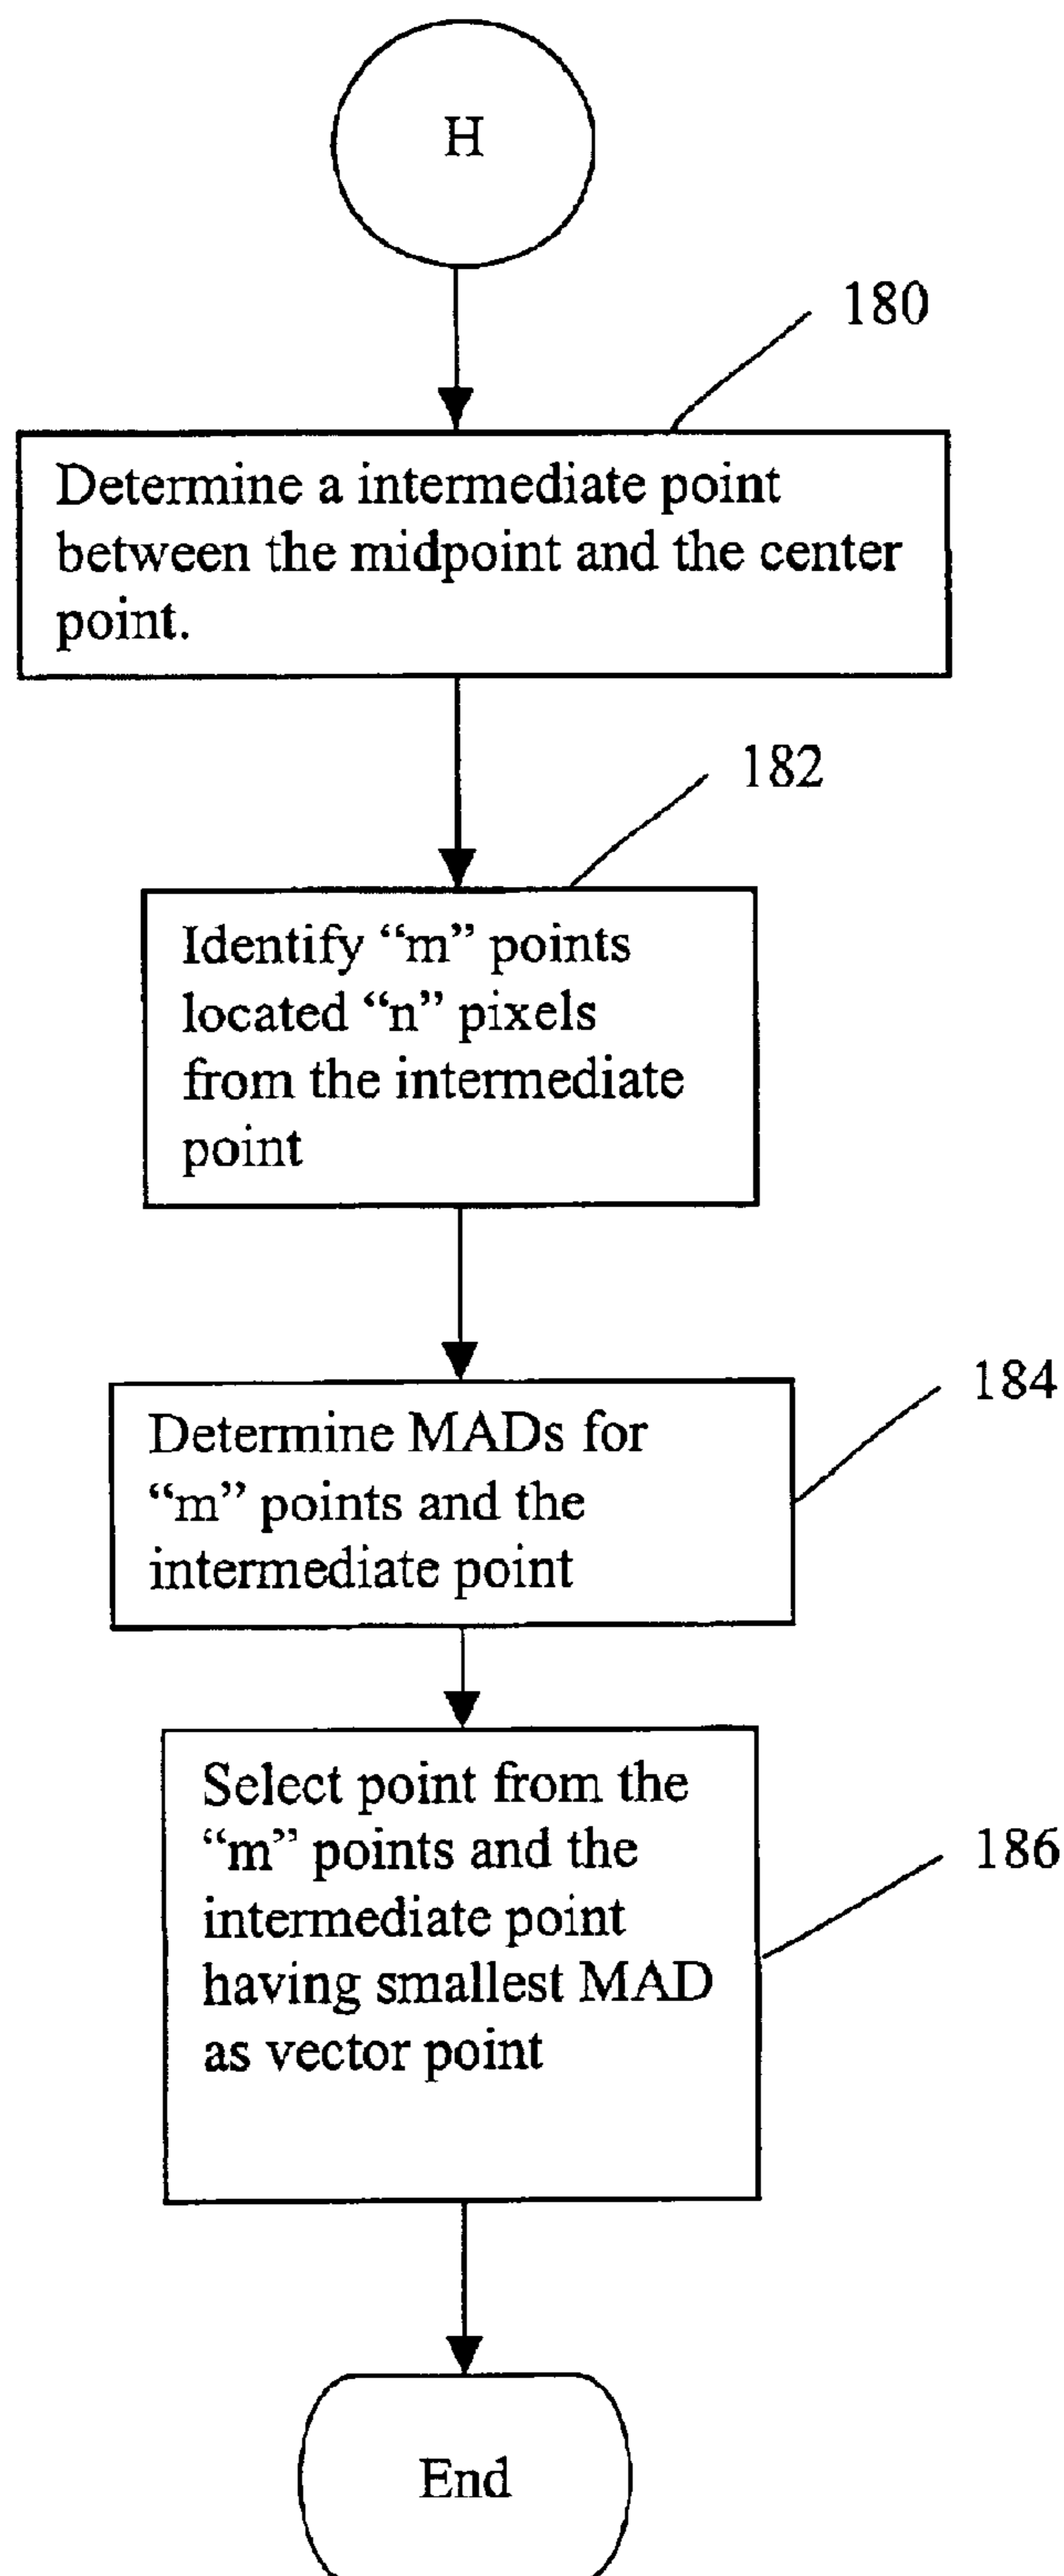 H
180
Determine a intermediate point
between the midpoint and the center
point.
182
Identify “m” points
located “n” pixels
from the intermediate
point
184
Determine MADs for
“m” points and the
intermediate point
Select point from the
“m” points and the
186
intermediate point
having smallest MAD
as vector point
End